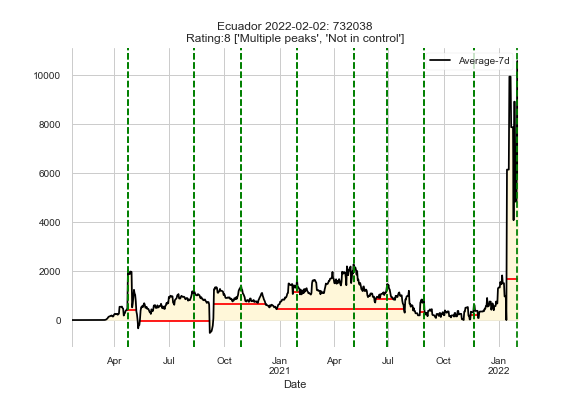 Ecuador 2022-02-02: 732038
Rating:8 ['Multiple peaks', 'Not in control']
Average-7d
10000
8000
6000
4000
2000
0
Apr Jul Oct Jan Apr Jul Oct Jan
2021 2022
Date